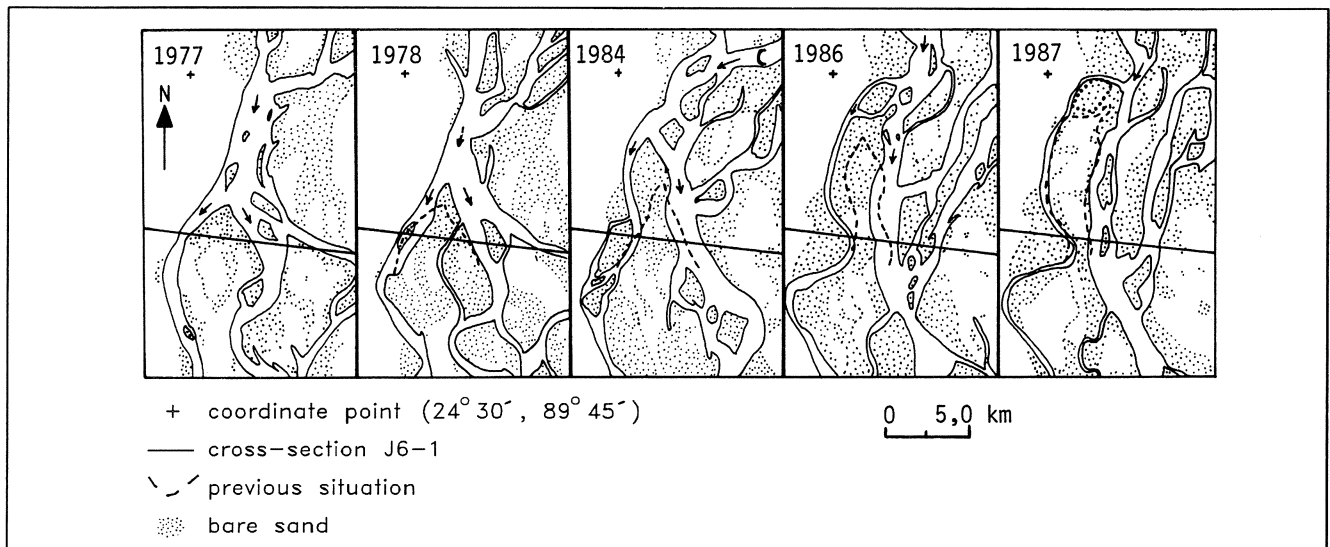 1977 1978 1984 1986 1987
C
N
+ coordinate point (24° 30´, 89° 45´)
0 5,0 km
cross-section J6-1
previous situation
bare sand